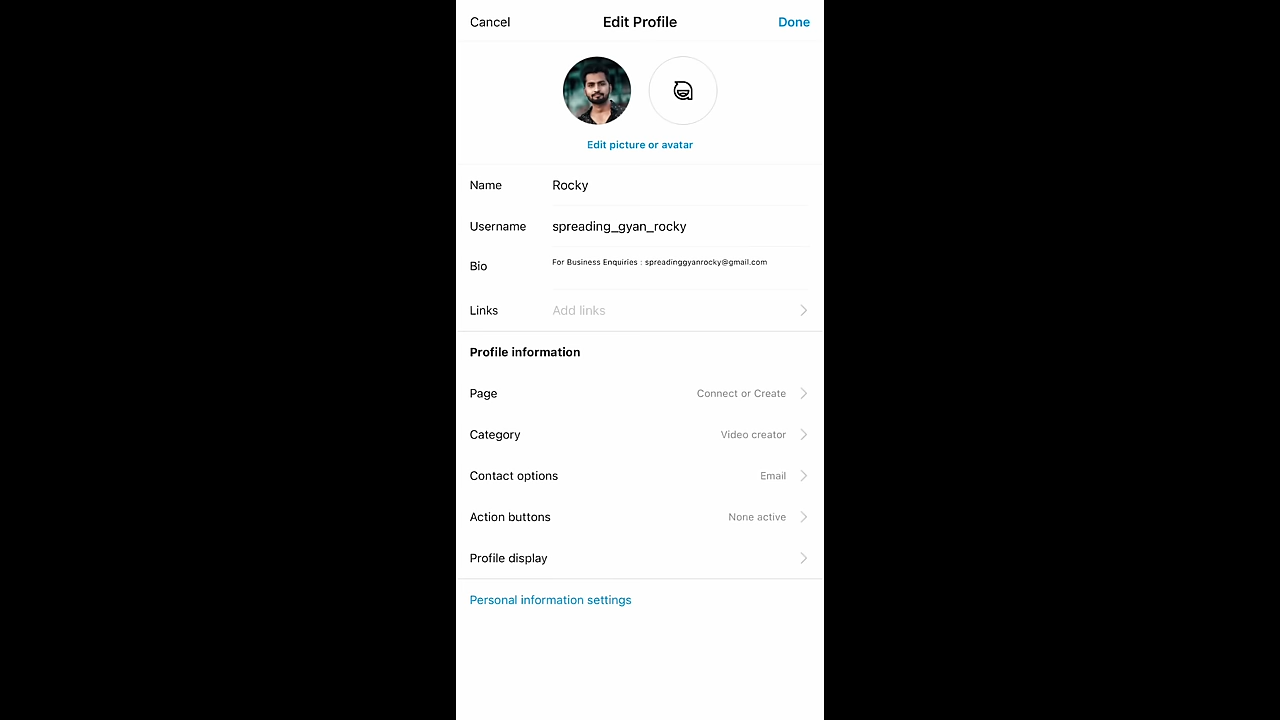 Cancel Edit Profile Done
Edit picture or avatar
Name Rocky
Username spreading_gyan_rocky
Bio For Business Enquiries : spreadinggyanrocky@gmail.com
Links Add links
Profile information
Page Connect or Create
Category Video creator
Contact options Email
Action buttons None active
Profile display
Personal information settings